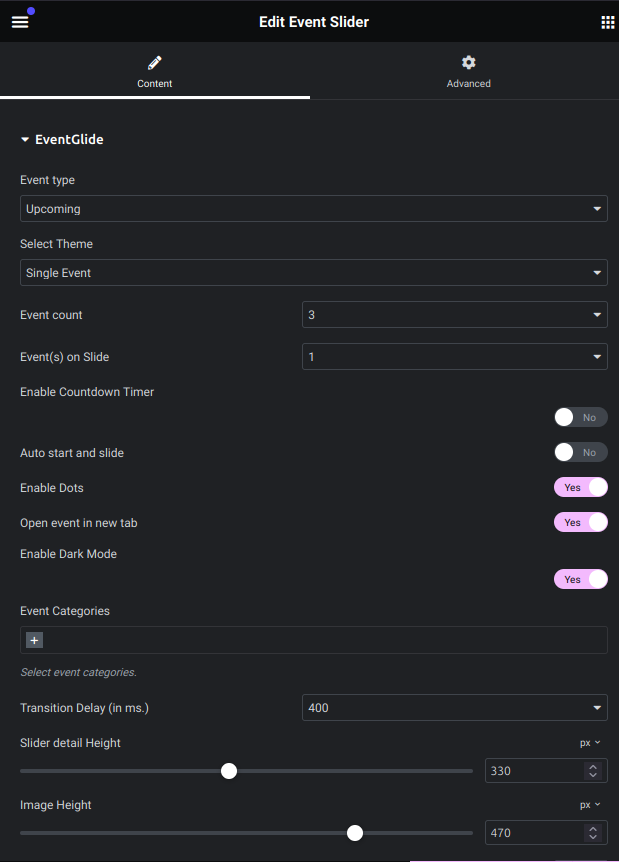 Edit Event Slider
Content
Advanced
EventGlide
Event type
Upcoming
Select Theme
Single Event
Event count
3
Event(s) on Slide
1
Enable Countdown Timer
No
Auto start and slide
No
Enable Dots
Yes
Open event in new tab
Yes
Enable Dark Mode
Yes
Event Categories
+
Select event categories.
Transition Delay (in ms.)
400
Slider detail Height
px
330
Image Height
px
470